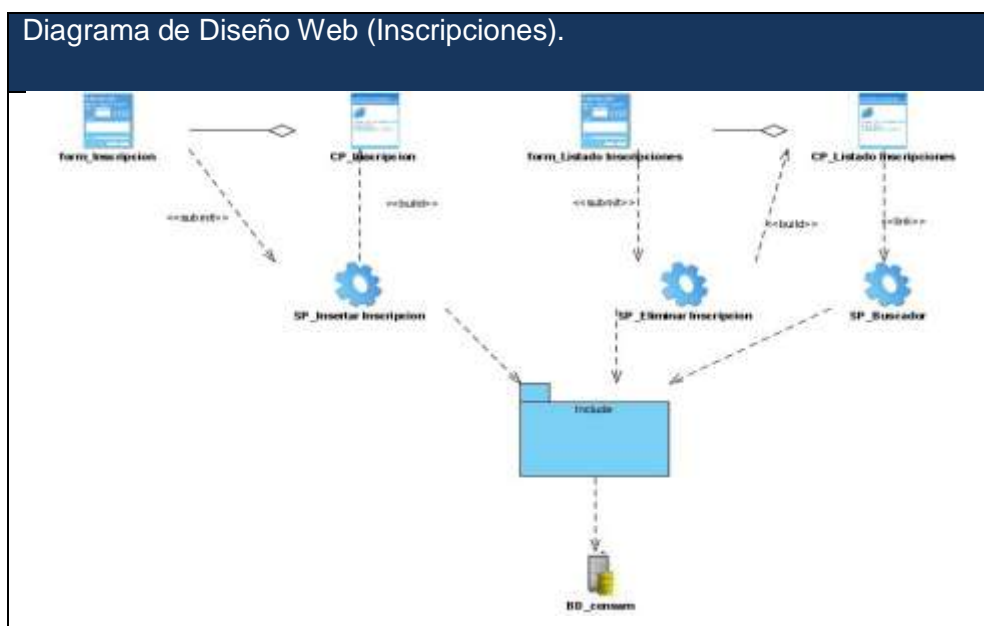 Diagrama de Diseño Web (Inscripciones).
form_Inscripcion
CP_Inscripcion
form_Listado Inscripciones
CP_Listado Inscripciones
<<submit>>
<<build>>
<<submit>>
<<build>>
<<link>>
SP_Insertar Inscripcion
SP_Eliminar Inscripcion
SP_Buscador
Include